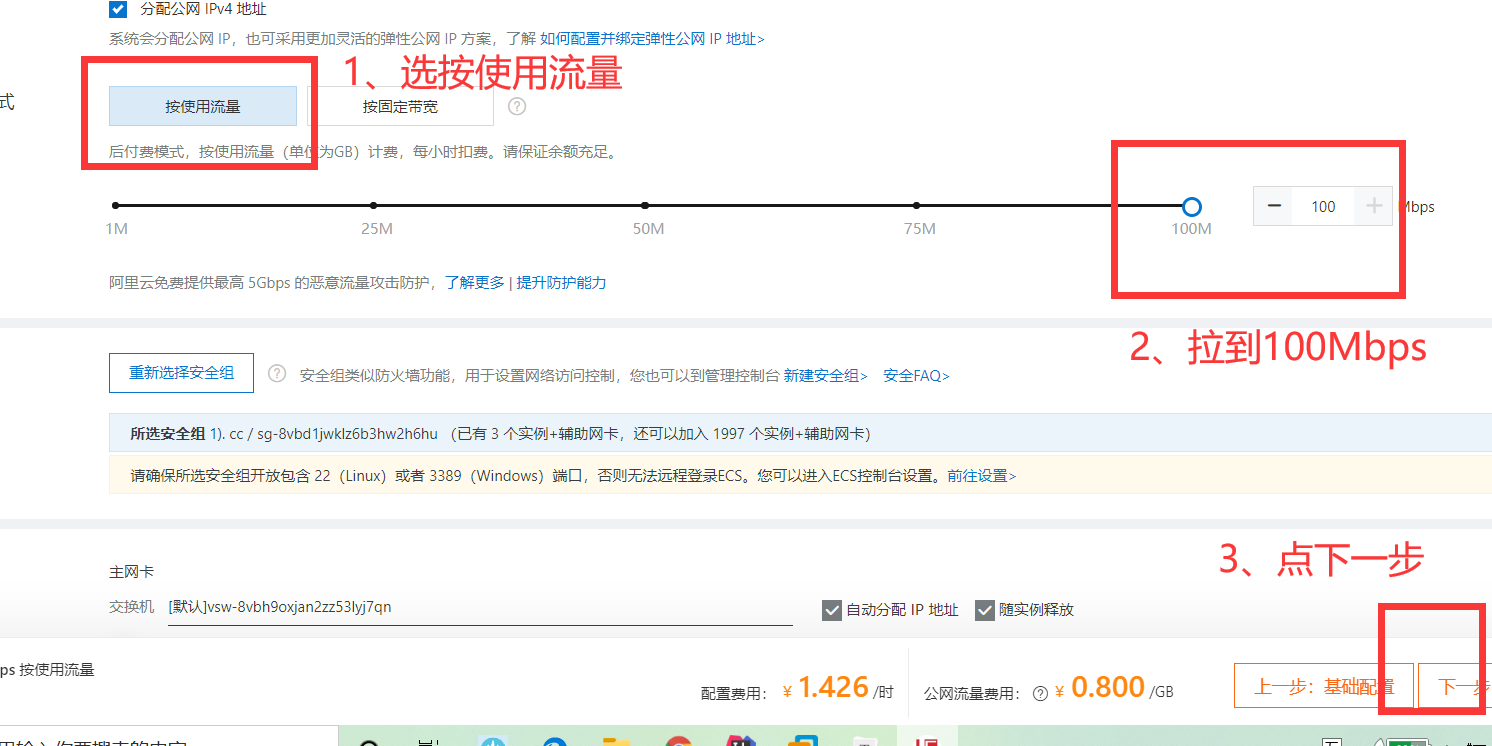 分配公网 IPv4 地址
系统会分配公网 IP，也可采用更加灵活的弹性公网 IP 方案，了解 如何配置并绑定弹性公网 IP 地址>
1、选按使用流量
式
按使用流量
按固定带宽
后付费模式，按使用流量（单位为GB）计费，每小时扣费。请保证余额充足。
100
Mbps
1M
25M
50M
75M
100M
阿里云免费提供最高 5Gbps 的恶意流量攻击防护，了解更多 | 提升防护能力
2、拉到100Mbps
重新选择安全组
安全组类似防火墙功能，用于设置网络访问控制，您也可以到管理控制台 新建安全组> 安全FAQ>
所选安全组 1). cc / sg-8vbd1jwklz6b3hw2h6hu （已有 3 个实例+辅助网卡，还可以加入 1997 个实例+辅助网卡）
请确保所选安全组开放包含 22（Linux）或者 3389（Windows）端口，否则无法远程登录ECS。您可以进入ECS控制台设置。前往设置>
3、点下一步
主网卡
交换机 [默认]vsw-8vbh9oxjan2zz53lyj7qn
自动分配 IP 地址
随实例释放
ps 按使用流量
配置费用： ¥ 1.426 /时
公网流量费用： ¥ 0.800 /GB
上一步：基础配置
下一步